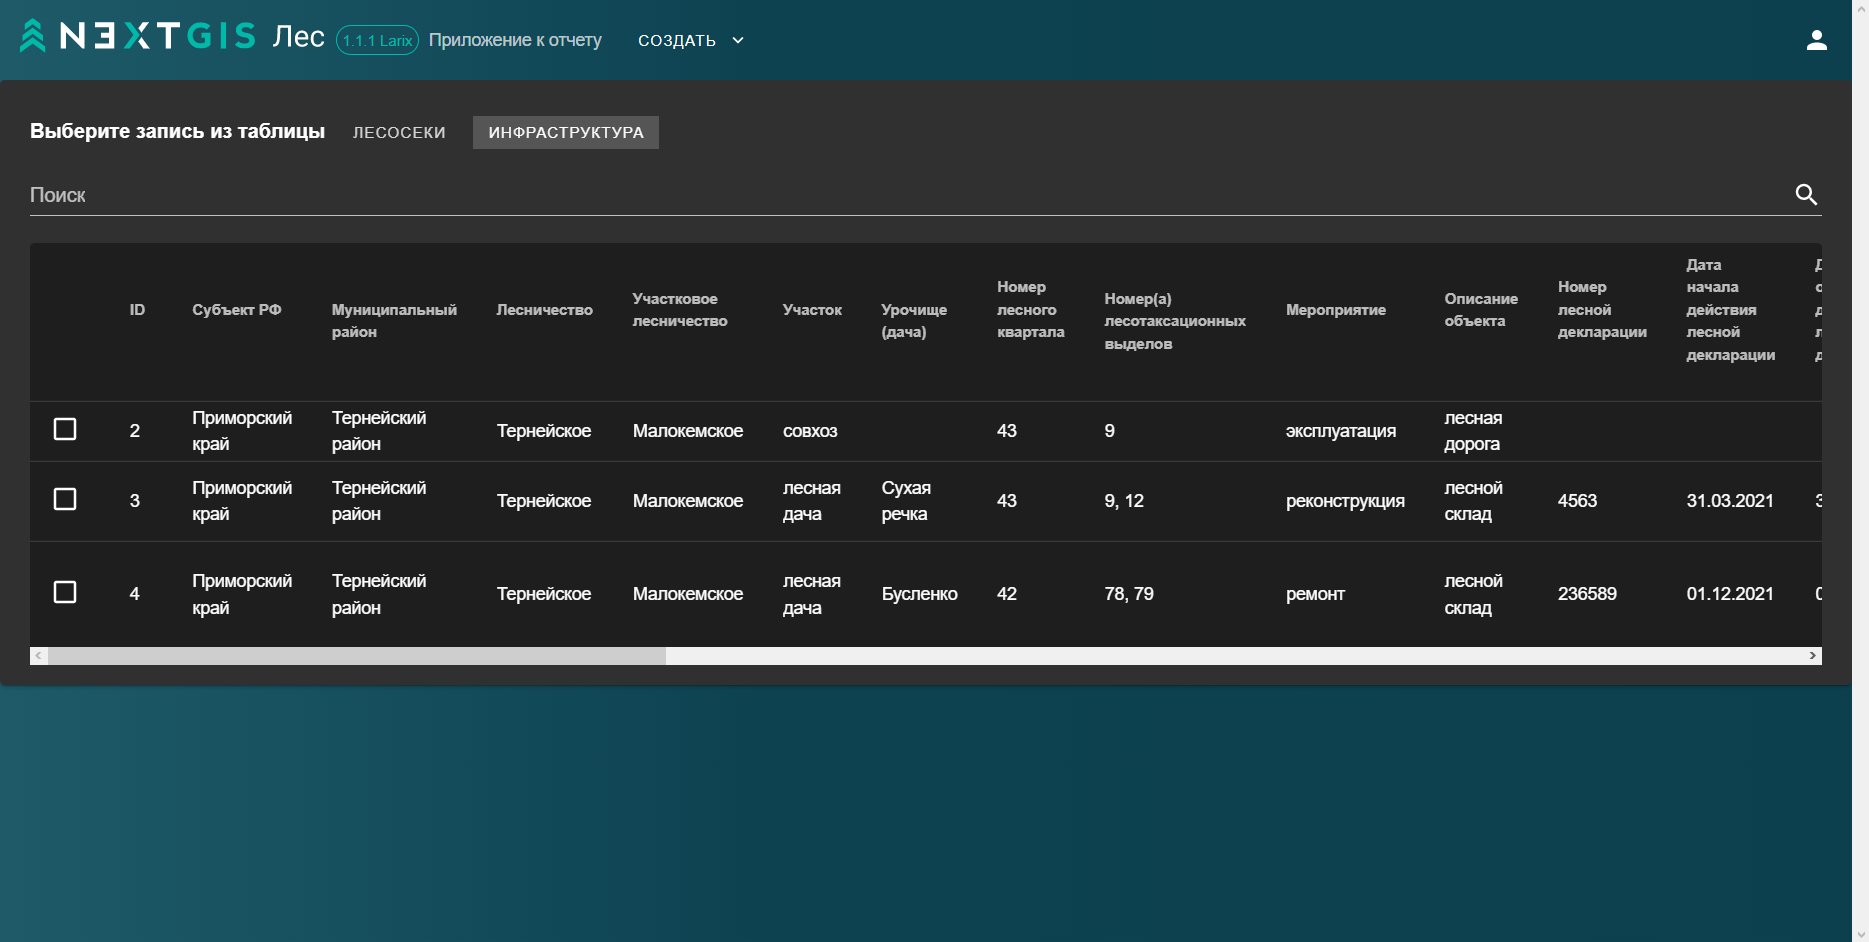 NEXTGIS Лес 1.1.1 Larix Приложение к отчету СОЗДАТЬ
Выберите запись из таблицы ЛЕСОСЕКИ ИНФРАСТРУКТУРА
Поиск
ID
Субъект РФ
Муниципальный
район
Лесничество
Участковое
лесничество
Участок
Урочище
(дача)
Номер
лесного
квартала
Номер(а)
лесотаксационных
выделов
Мероприятие
Описание
объекта
Номер
лесной
декларации
Дата
начала
действия
лесной
декларации
2
Приморский
край
Тернейский
район
Тернейское
Малокемское
совхоз
43
9
эксплуатация
лесная
дорога
3
Приморский
край
Тернейский
район
Тернейское
Малокемское
лесная
дача
Сухая
речка
43
9, 12
реконструкция
лесной
склад
4563
31.03.2021
4
Приморский
край
Тернейский
район
Тернейское
Малокемское
лесная
дача
Бусленко
42
78, 79
ремонт
лесной
склад
236589
01.12.2021